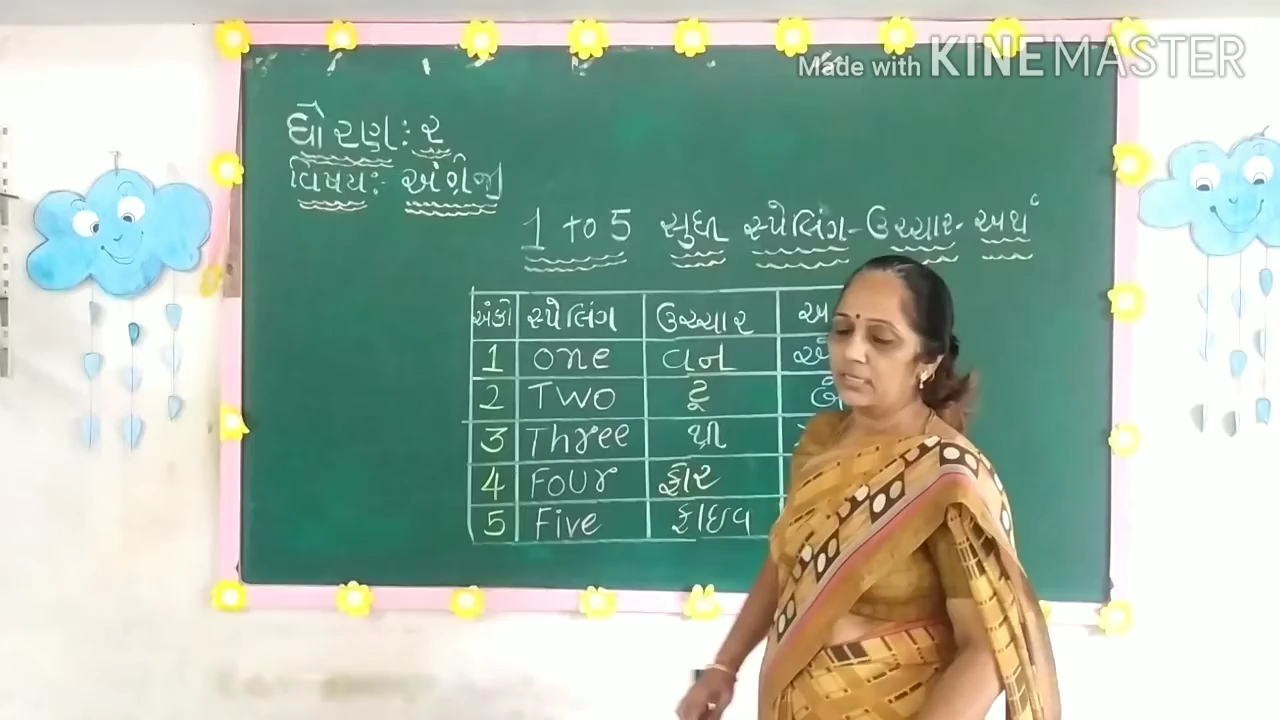 Made with KINEMASTER
ધોરણ : ૨
વિષય :- અંગ્રેજી
1 to 5 સુધી સ્પેલિંગ - ઉચ્ચાર - અર્થ
અંકો સ્પેલિંગ ઉચ્ચાર
1 one વન
2 TWO ટૂ
3 Three થ્રી
4 Four ફોર
5 Five ફાઇવ